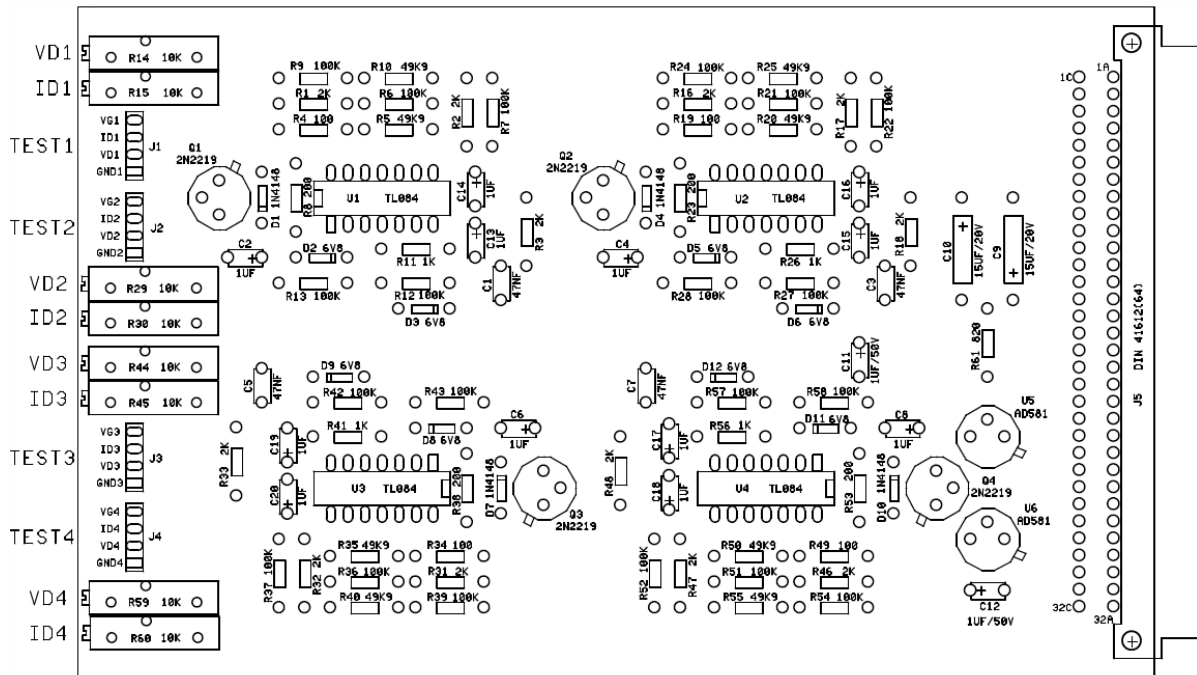 VD1
R14 10K
ID1
R15 10K
TEST1
VG1
ID1
VD1
GND1
J1
TEST2
VG2
ID2
VD2
GND2
J2
VD2
R29 10K
ID2
R30 10K
VD3
R44 10K
ID3
R45 10K
TEST3
VG3
ID3
VD3
GND3
J3
TEST4
VG4
ID4
VD4
GND4
J4
VD4
R59 10K
ID4
R60 10K
R9 100K
R10 49K9
R1 2K
R6 100K
R4 100
R5 49K9
R2 2K
R7 100K
Q1
2N2219
D1 1N4148
R8 200
U1 TL084
C14
1UF
C13
1UF
R3 2K
C2
1UF
D2 6V8
R11 1K
R13 100K
R12 100K
D3 6V8
C1
47NF
R24 100K
R25 49K9
R16 2K
R21 100K
R19 100
R20 49K9
R17 2K
R22 100K
Q2
2N2219
D4 1N4148
R23 200
U2 TL084
C16
1UF
C15
1UF
R18 2K
C4
1UF
D5 6V8
R26 1K
R28 100K
R27 100K
D6 6V8
C3
47NF
C10
15UF/20V
C9
15UF/20V
C11
1UF/50V
R61 820
C5
47NF
D9 6V8
R42 100K
R43 100K
R41 1K
D8 6V8
C6
1UF
R33 2K
C19
1UF
C20
1UF
U3 TL084
R38 200
D7 1N4148
Q3
2N2219
R37 100K
R32 2K
R35 49K9
R34 100
R36 100K
R31 2K
R40 49K9
R39 100K
C7
47NF
D12 6V8
R57 100K
R58 100K
R56 1K
D11 6V8
C8
1UF
R48 2K
C17
1UF
C18
1UF
U4 TL084
R53 200
D10 1N4148
Q4
2N2219
R52 100K
R47 2K
R50 49K9
R49 100
R51 100K
R46 2K
R55 49K9
R54 100K
U5
AD581
U6
AD581
C12
1UF/50V
1C
1A
32C
32A
DIN 41612(64)
J5